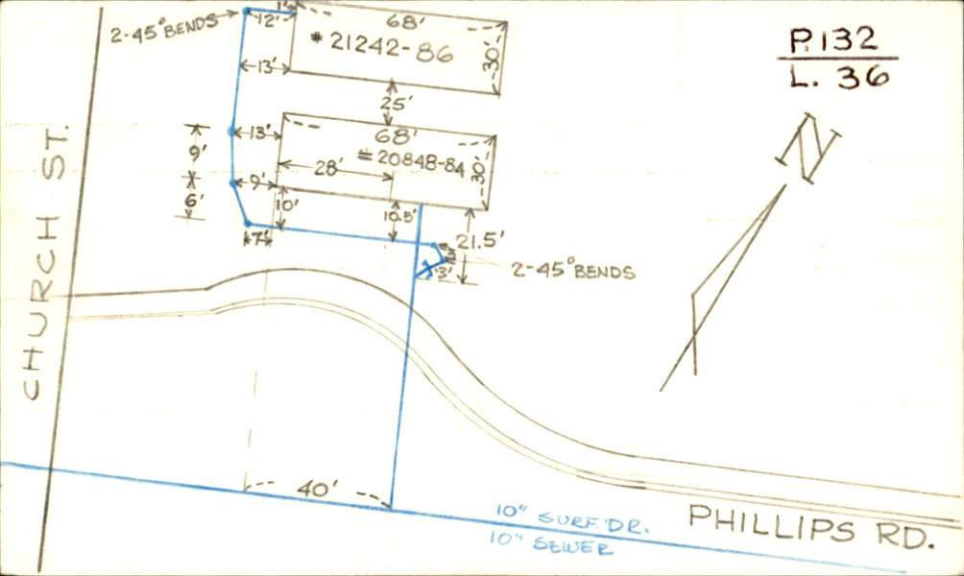 2-45° BENDS
1'
12'
68'
* 21242-86
30'
P. 132
L. 36
13'
25'
N
CHURCH ST.
13'
68'
# 20848-84
30'
9'
28'
9'
6'
10'
10.5'
7'
21.5'
3'
2-45° BENDS
40'
10" SURF. DR.
10" SEWER
PHILLIPS RD.